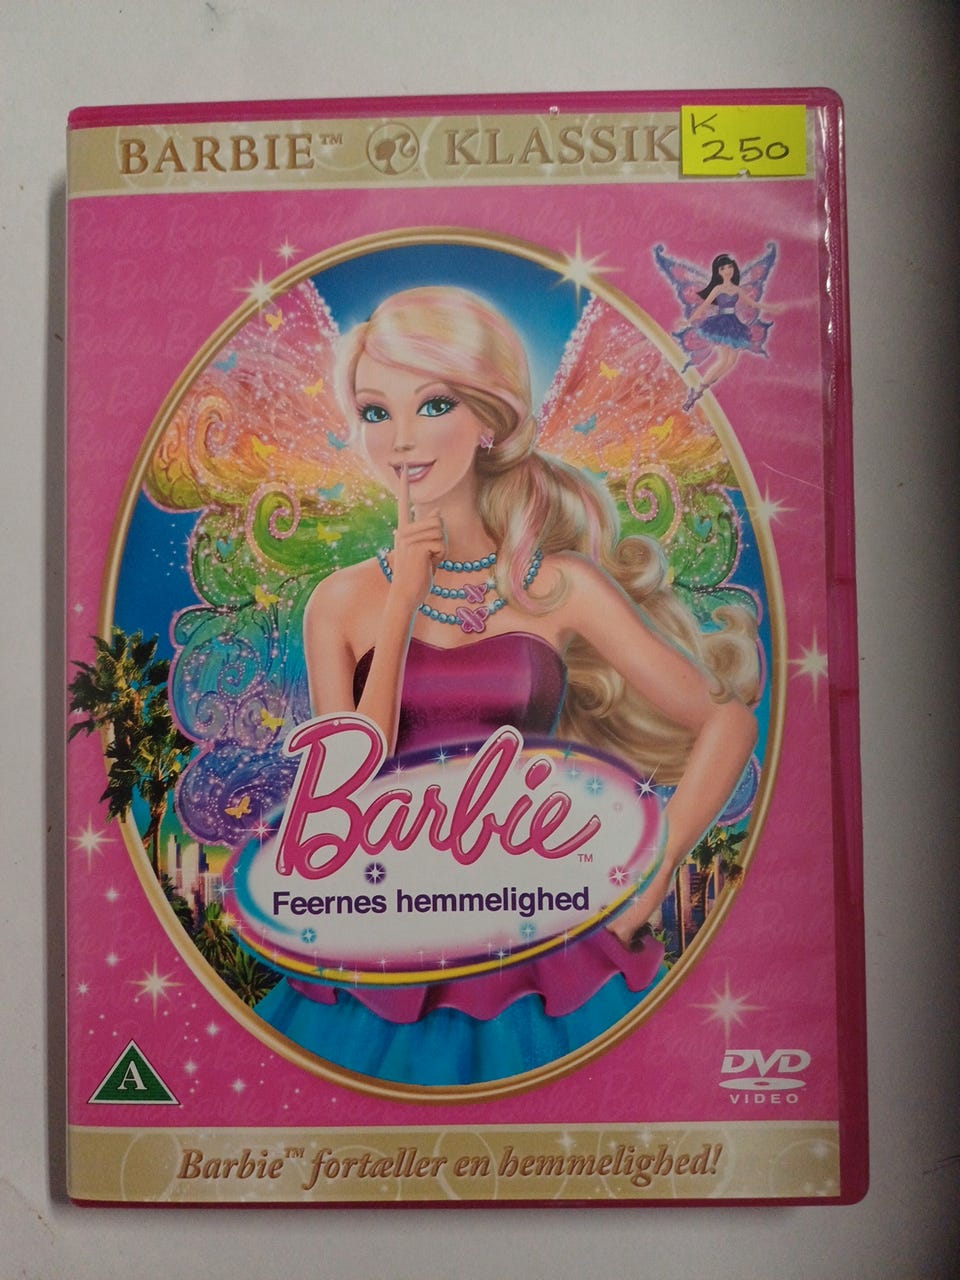 BARBIE™ KLASSIK
K
250
Barbie™
Feernes hemmelighed
A
DVD
VIDEO
Barbie™ fortæller en hemmelighed!